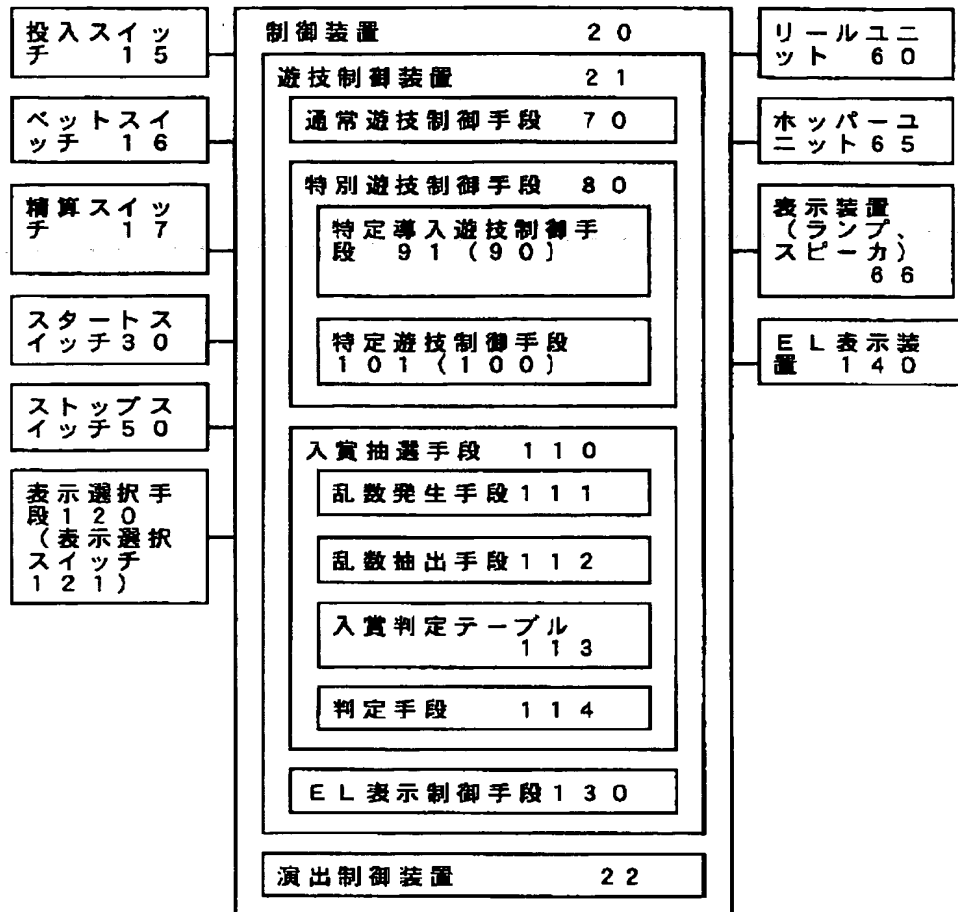 投入スイッ
チ 15
ベットスイ
ッチ 16
精算スイッ
チ 17
スタートス
イッチ30
ストップス
イッチ50
表示選択手
段120
(表示選択
スイッチ
121)
制御装置 20
遊技制御装置 21
通常遊技制御手段 70
特別遊技制御手段 80
特定導入遊技制御手
段 91 (90)
特定遊技制御手段
101 (100)
入賞抽選手段 110
乱数発生手段111
乱数抽出手段112
入賞判定テーブル
113
判定手段 114
EL表示制御手段130
演出制御装置 22
リールユニ
ット 60
ホッパーユ
ニット65
表示装置
(ランプ、
スピーカ)
66
EL表示装
置 140